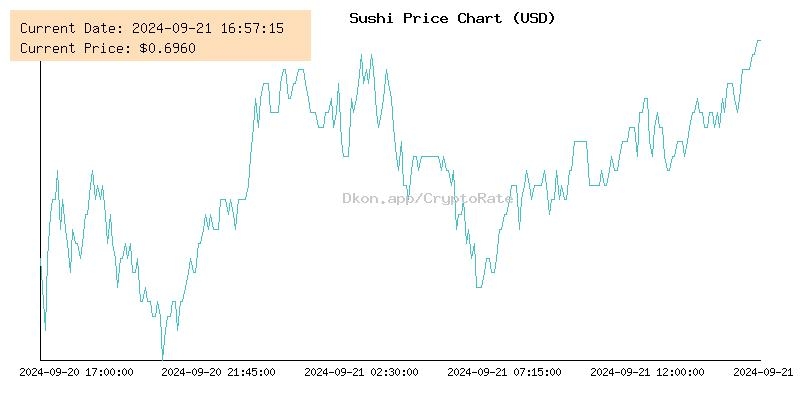 Sushi Price Chart (USD)
Current Date: 2024-09-21 16:57:15
Current Price: $0.6960
Dkon.app/CryptoRate
2024-09-20 17:00:00 2024-09-20 21:45:00 2024-09-21 02:30:00 2024-09-21 07:15:00 2024-09-21 12:00:00 2024-09-21